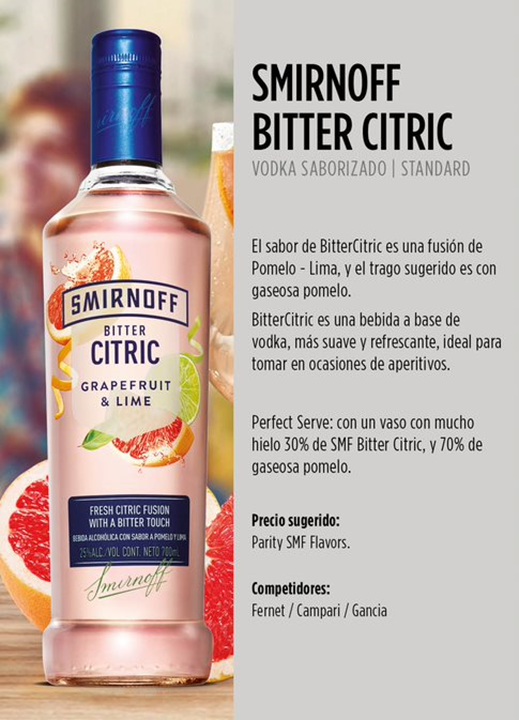 SMIRNOFF
BITTER CITRIC
VODKA SABORIZADO | STANDARD
El sabor de BitterCitric es una fusión de
Pomelo - Lima, y el trago sugerido es con
gaseosa pomelo.
BitterCitric es una bebida a base de
vodka, más suave y refrescante, ideal para
tomar en ocasiones de aperitivos.
Perfect Serve: con un vaso con mucho
hielo 30% de SMF Bitter Citric, y 70% de
gaseosa pomelo.
Precio sugerido:
Parity SMF Flavors.
Competidores:
Fernet / Campari / Gancia
Smirnoff
SMIRNOFF
BITTER
CITRIC
GRAPEFRUIT
& LIME
FRESH CITRIC FUSION
WITH A BITTER TOUCH
BEBIDA ALCOHÓLICA CON SABOR A POMELO Y LIMA
25%ALC./VOL CONT. NETO 700mL
Smirnoff